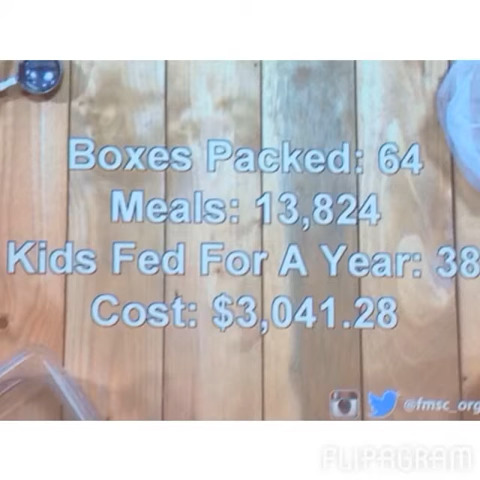 Boxes Packed: 64
Meals: 13,824
Kids Fed For A Year: 38
Cost: $3,041.28
@fmsc_org
FLIPAGRAM